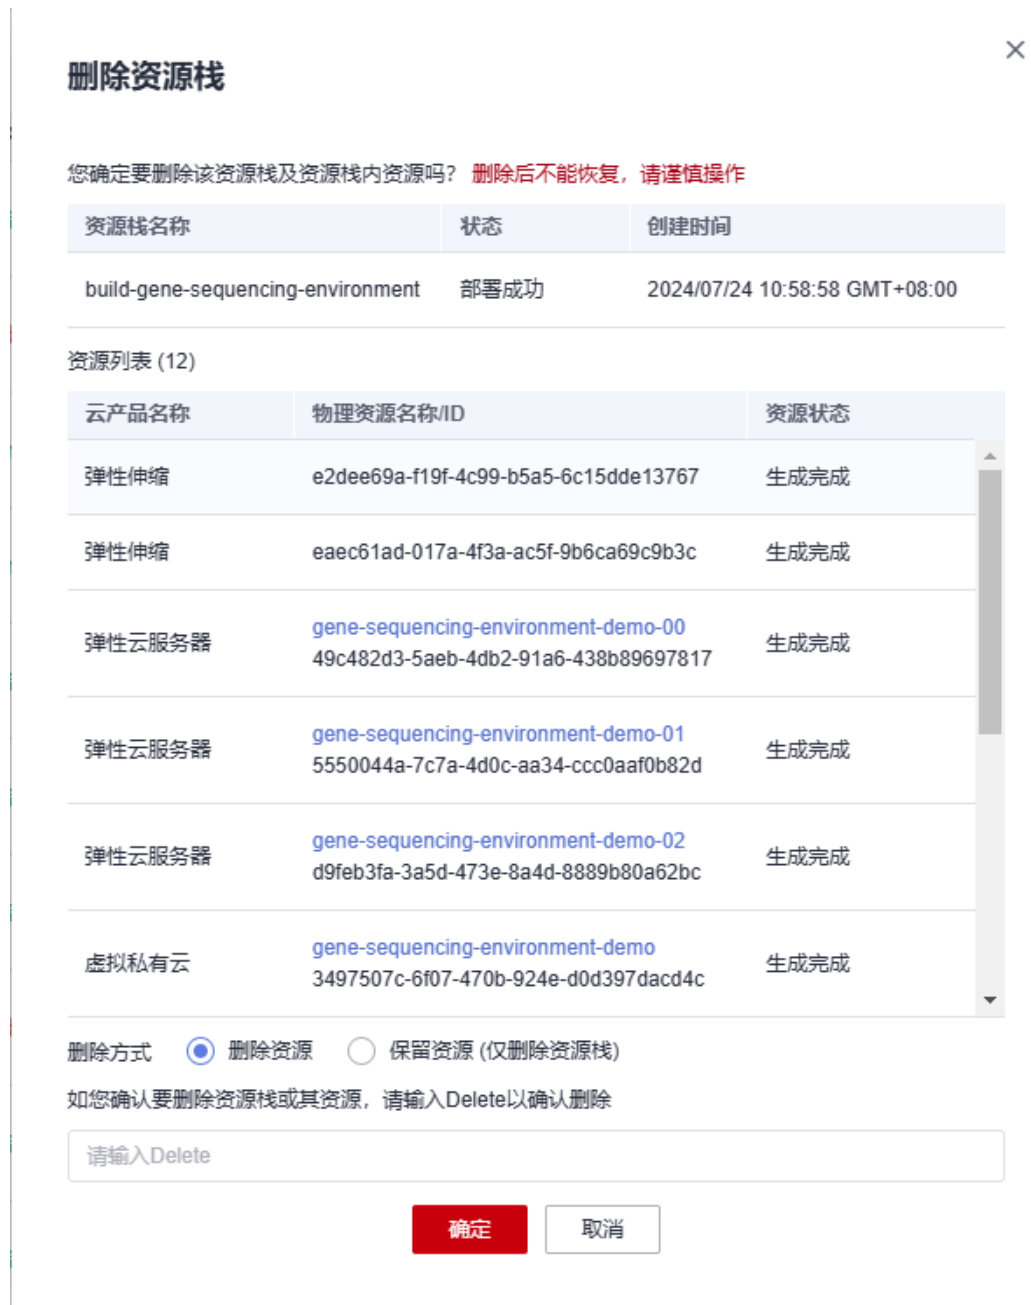 删除资源栈
您确定要删除该资源栈及资源栈内资源吗？ 删除后不能恢复，请谨慎操作
资源栈名称 状态 创建时间
build-gene-sequencing-environment 部署成功 2024/07/24 10:58:58 GMT+08:00
资源列表 (12)
云产品名称 物理资源名称/ID 资源状态
弹性伸缩 e2dee69a-f19f-4c99-b5a5-6c15dde13767 生成完成
弹性伸缩 eaec61ad-017a-4f3a-ac5f-9b6ca69c9b3c 生成完成
gene-sequencing-environment-demo-00
弹性云服务器 49c482d3-5aeb-4db2-91a6-438b89697817 生成完成
gene-sequencing-environment-demo-01
弹性云服务器 5550044a-7c7a-4d0c-aa34-ccc0aaf0b82d 生成完成
gene-sequencing-environment-demo-02
弹性云服务器 d9feb3fa-3a5d-473e-8a4d-8889b80a62bc 生成完成
gene-sequencing-environment-demo
虚拟私有云 3497507c-6f07-470b-924e-d0d397dacd4c 生成完成
删除方式 删除资源 保留资源 (仅删除资源栈)
如您确认要删除资源栈或其资源，请输入Delete以确认删除
请输入Delete
确定 取消